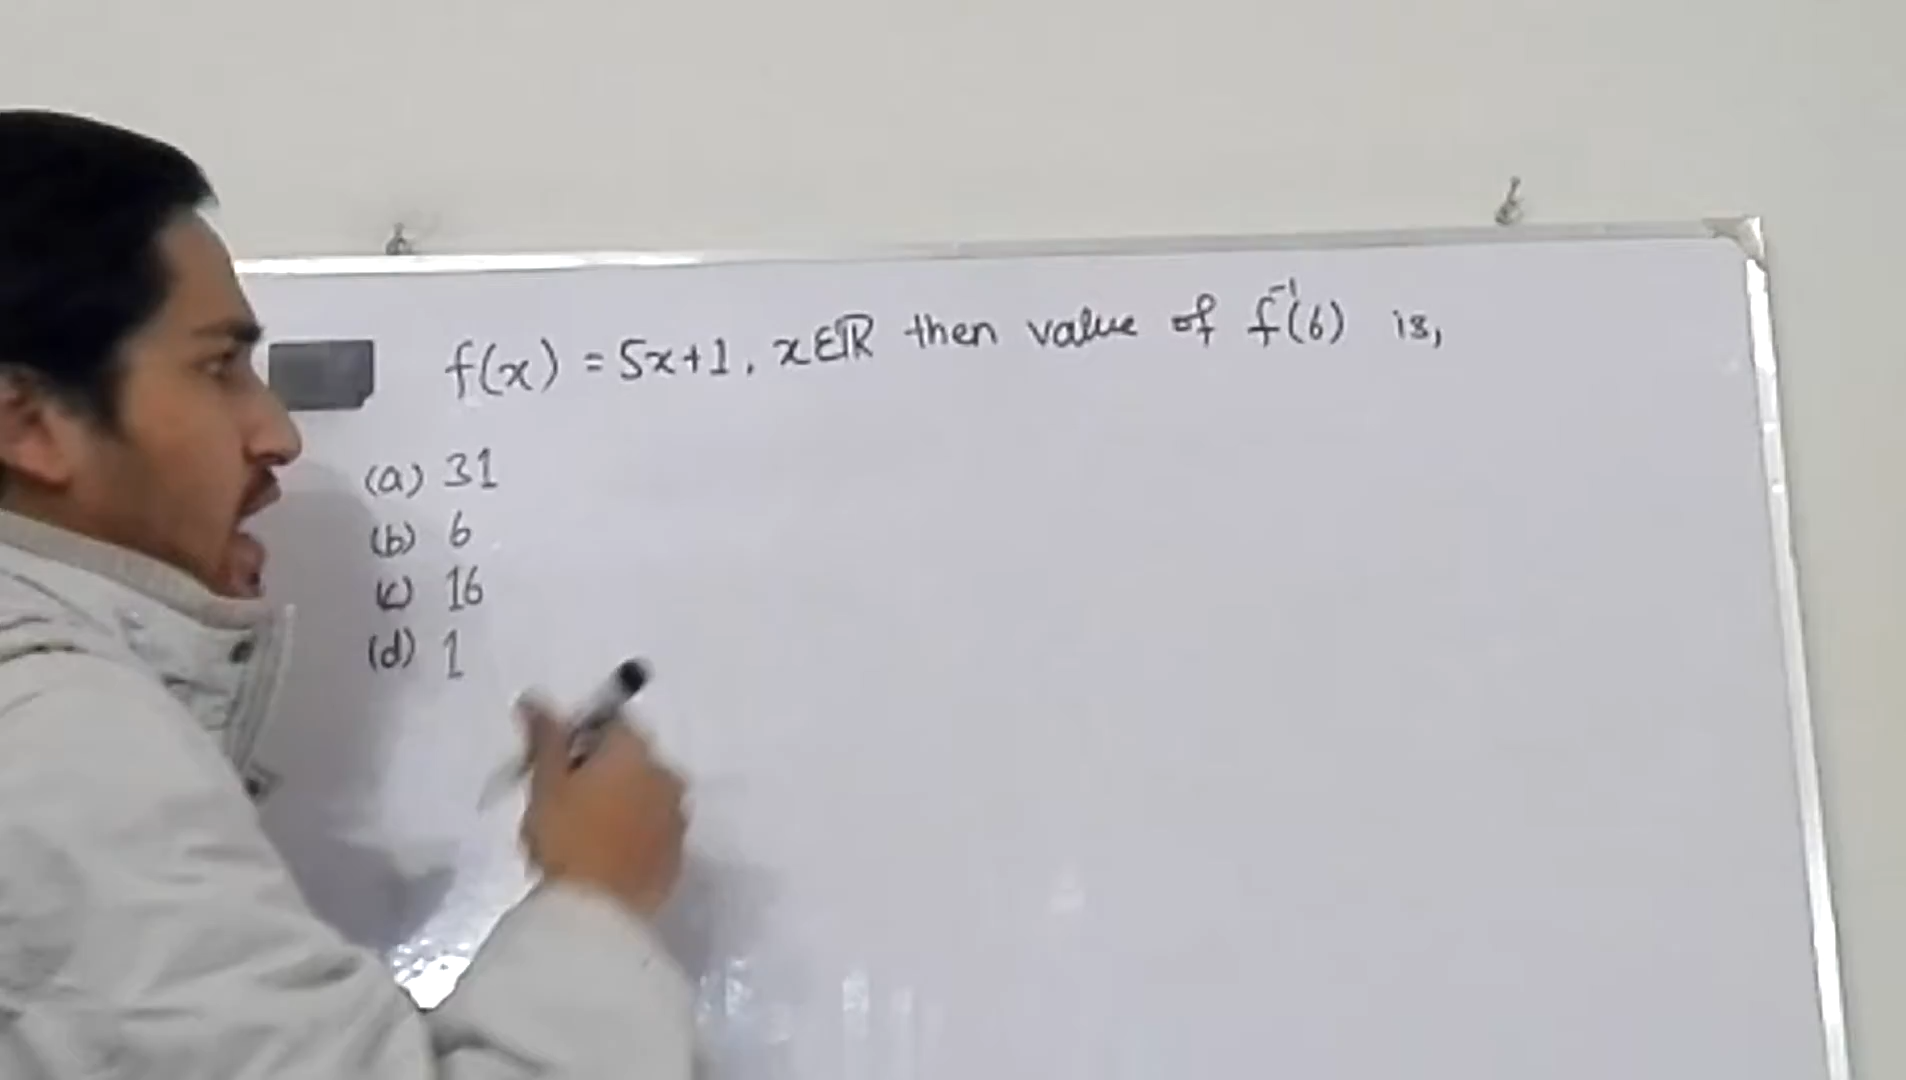 f(x) = 5x+1, x∈ℝ then value of f⁻¹(6) is,
(a) 31
(b) 6
(c) 16
(d) 1